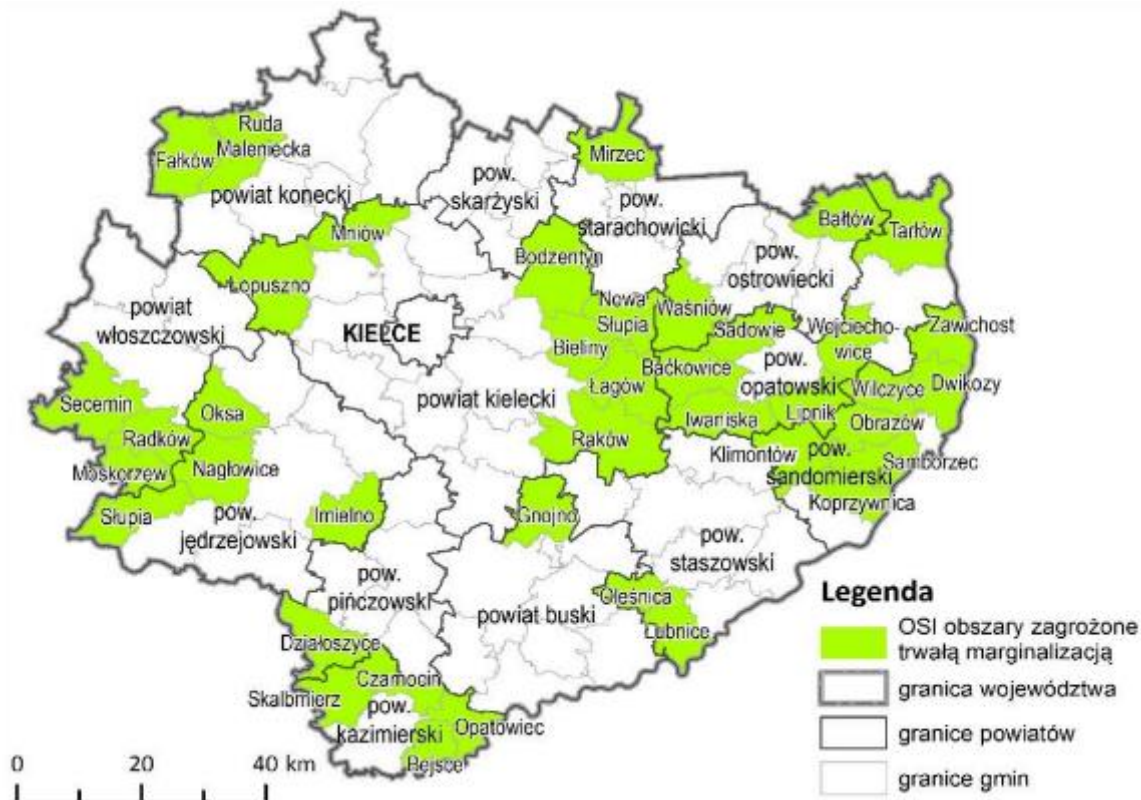 Ruda
Maleniecka
Fałków
powiat konecki
Mirzec
pow.
skarżyski
pow.
starachowicki
Mniów
Bodzentyn
Bałtów
Tarłów
pow.
ostrowiecki
Łopuszno
powiat
włoszczowski
KIELCE
Nowa
Słupia
Waśniów
Sadowie
Wojciecho-
wice
Zawichost
Bieliny
Baćkowice
pow.
opatowski
Wilczyce
Dwikozy
Łagów
powiat kielecki
Secemin
Oksa
Iwaniska
Lipnik
Obrazów
Radków
Raków
Klimontów
Samborzec
Moskorzew
Nagłowice
pow.
sandomierski
Koprzywnica
Słupia
Imielno
Gnojno
pow.
jędrzejowski
pow.
staszowski
pow.
pińczowski
powiat buski
Oleśnica
Łubnice
Działoszyce
Czarnocin
Skalbmierz
pow.
kazimierski
Opatowiec
Bejsce
Legenda
OSI obszary zagrożone
trwałą marginalizacją
granica województwa
granice powiatów
granice gmin
0 20 40 km